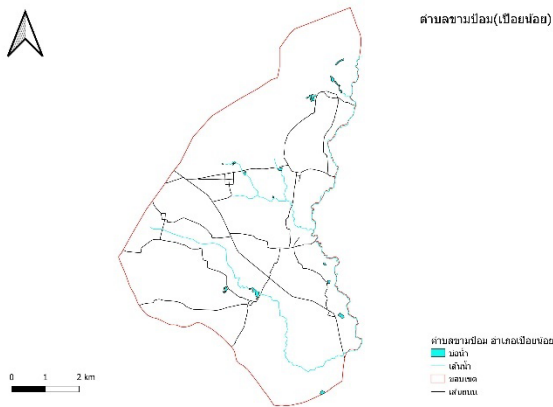 ตำบลขามป้อม(เปือยน้อย)
ตำบลขามป้อม อำเภอเปือยน้อย
บ่อน้ำ
เส้นน้ำ
ขอบเขต
เส้นถนน
0 1 2 km